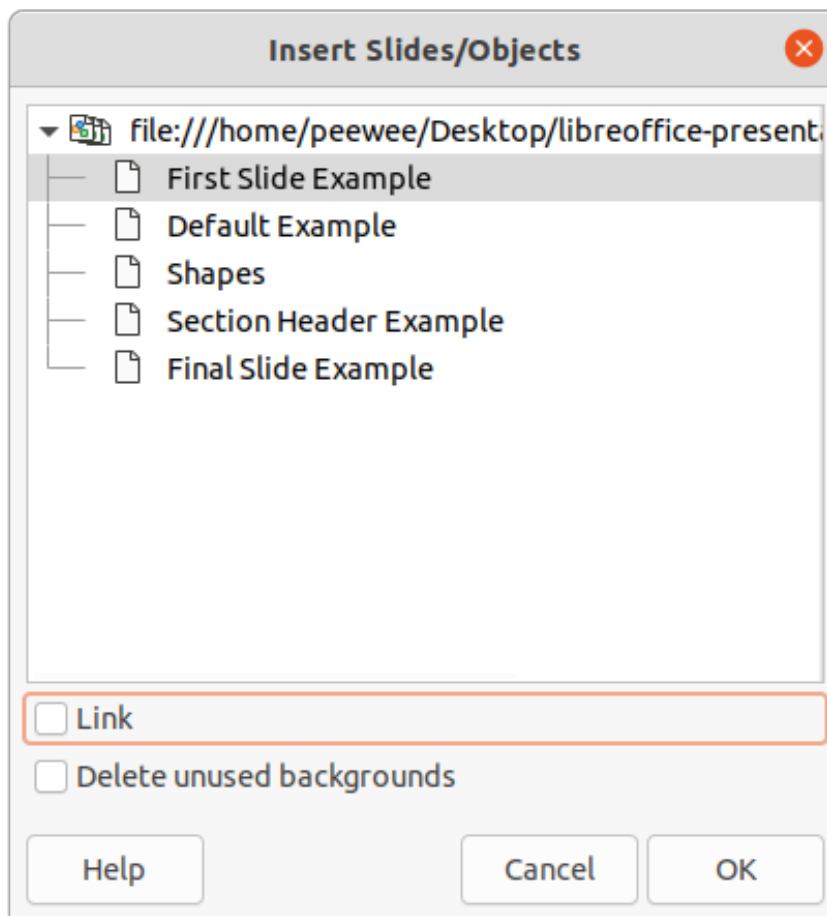 Insert Slides/Objects
file:///home/peewee/Desktop/libreoffice-present
First Slide Example
Default Example
Shapes
Section Header Example
Final Slide Example
Link
Delete unused backgrounds
Help Cancel OK